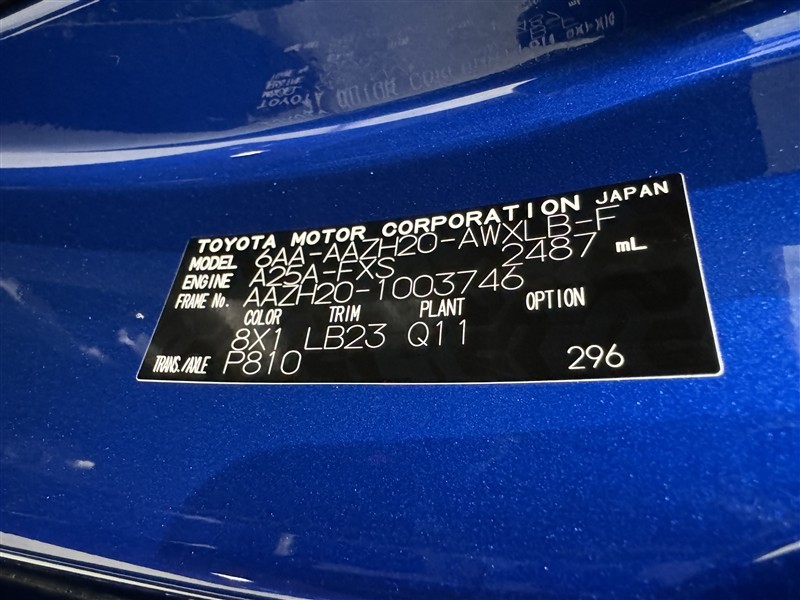 TOYOTA MOTOR CORPORATION JAPAN
MODEL 6AA-AAZH20-AWXLB-F
ENGINE A25A-FXS 2487 mL
FRAME No. AAZH20-1003746
COLOR TRIM PLANT OPTION
8X1 LB23 Q11
TRANS./AXLE P810 296